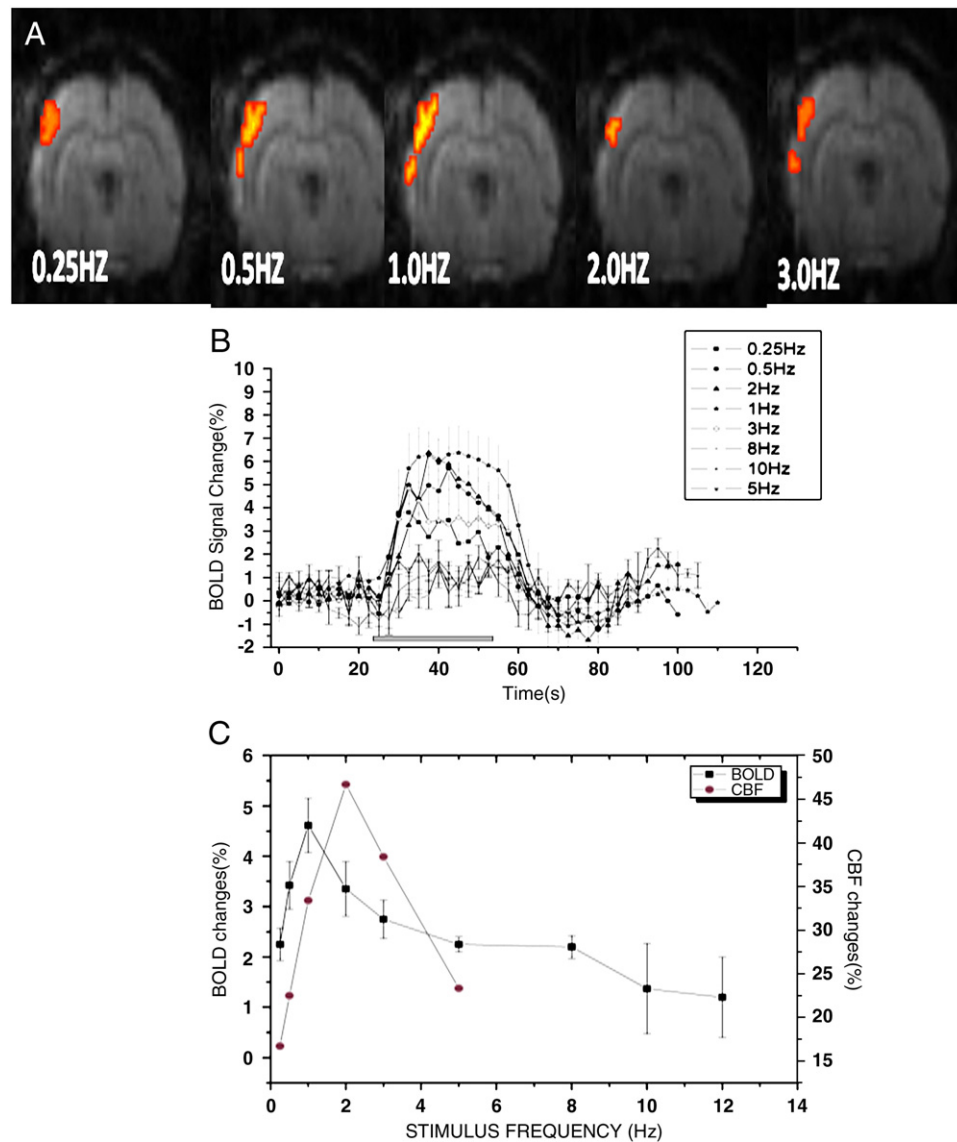 A
0.25HZ
0.5HZ
1.0HZ
2.0HZ
3.0HZ
B
BOLD Signal Change(%)
10
9
8
7
6
5
4
3
2
1
0
-1
-2
0 20 40 60 80 100 120
Time(s)
0.25Hz
0.5Hz
2Hz
1Hz
3Hz
8Hz
10Hz
5Hz
C
BOLD changes(%)
6
5
4
3
2
1
0
0 2 4 6 8 10 12 14
STIMULUS FREQUENCY (Hz)
BOLD
CBF
50
45
40
35
30
25
20
15
CBF changes(%)